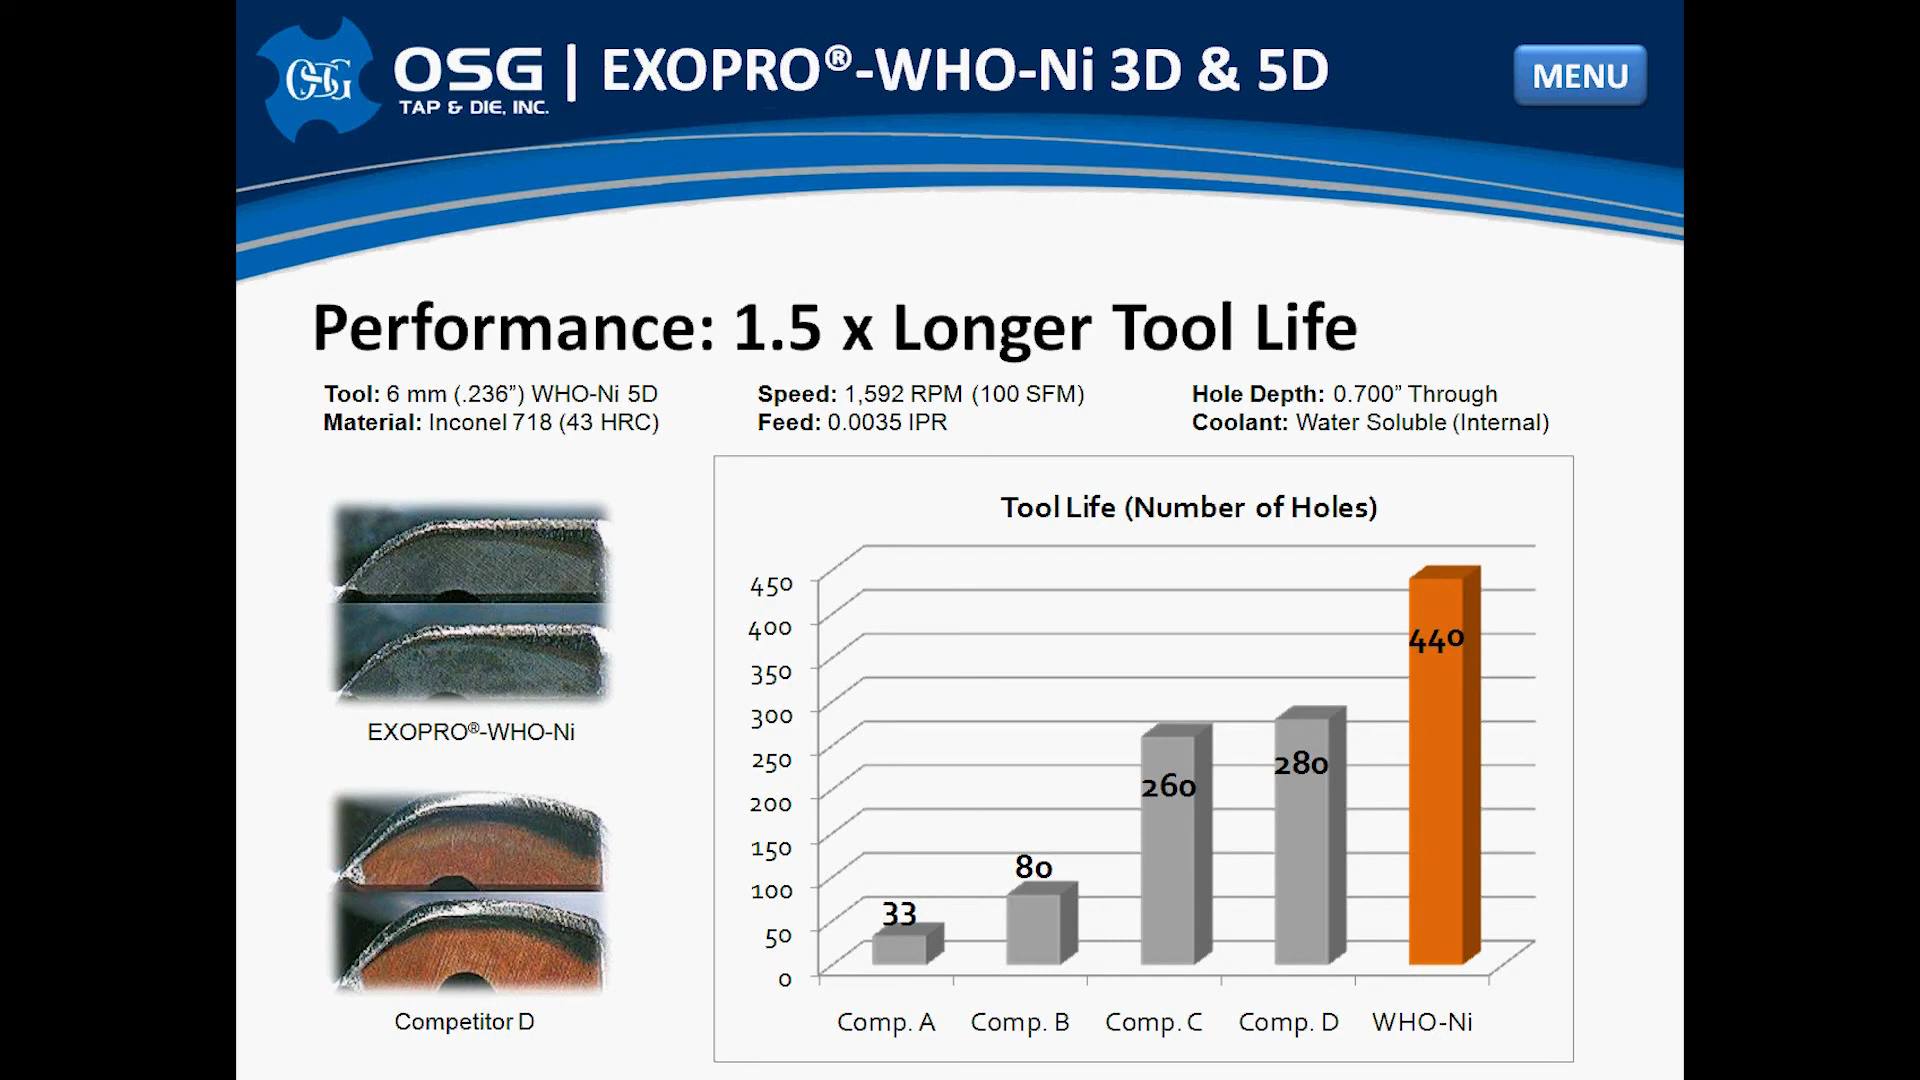 OSG
OSG | EXOPRO®-WHO-Ni 3D & 5D
TAP & DIE, INC.
MENU
Performance: 1.5 x Longer Tool Life
Tool: 6 mm (.236”) WHO-Ni 5D
Material: Inconel 718 (43 HRC)
Speed: 1,592 RPM (100 SFM)
Feed: 0.0035 IPR
Hole Depth: 0.700” Through
Coolant: Water Soluble (Internal)
EXOPRO®-WHO-Ni
Competitor D
Tool Life (Number of Holes)
450
400
350
300
250
200
150
100
50
0
33
80
260
280
440
Comp. A
Comp. B
Comp. C
Comp. D
WHO-Ni